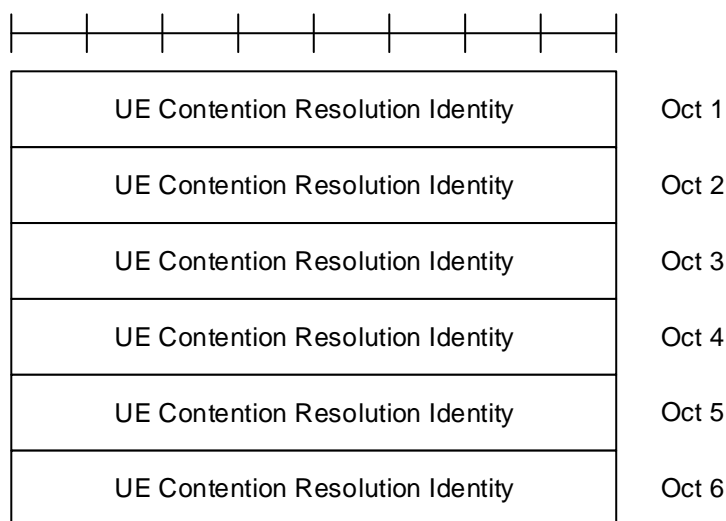 UE Contention Resolution Identity Oct 1
UE Contention Resolution Identity Oct 2
UE Contention Resolution Identity Oct 3
UE Contention Resolution Identity Oct 4
UE Contention Resolution Identity Oct 5
UE Contention Resolution Identity Oct 6